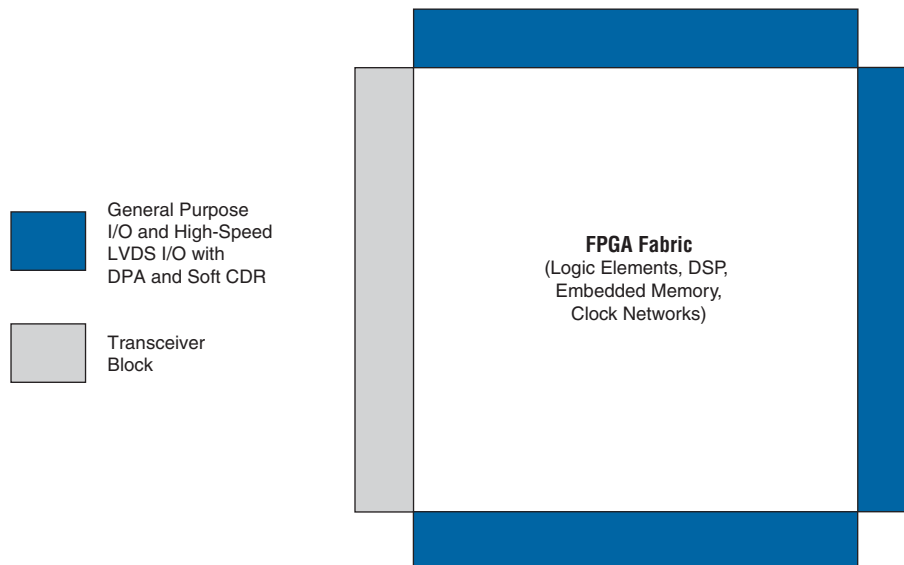 General Purpose
I/O and High-Speed
LVDS I/O with
DPA and Soft CDR
Transceiver
Block
FPGA Fabric
(Logic Elements, DSP,
Embedded Memory,
Clock Networks)